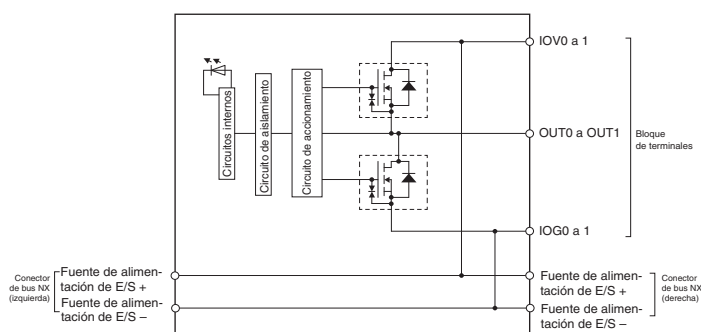 IOV0 a 1
Circuitos internos
Circuito de aislamiento
Circuito de accionamiento
OUT0 a OUT1
Bloque
de terminales
IOG0 a 1
Conector
de bus NX
(izquierda)
Fuente de alimen-
tación de E/S +
Fuente de alimen-
tación de E/S –
Fuente de alimen-
tación de E/S +
Fuente de alimen-
tación de E/S –
Conector
de bus NX
(derecha)